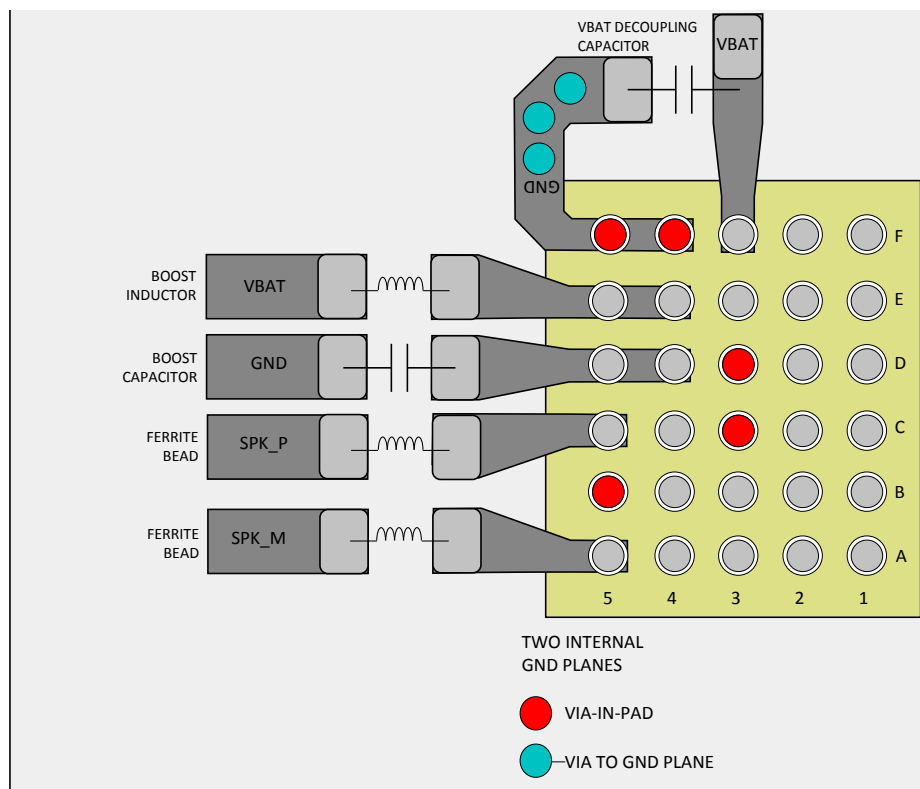 VBAT DECOUPLING
CAPACITOR
VBAT
GND
F
BOOST
INDUCTOR
VBAT
E
BOOST
CAPACITOR
GND
D
FERRITE
BEAD
SPK_P
C
B
FERRITE
BEAD
SPK_M
A
5 4 3 2 1
TWO INTERNAL
GND PLANES
VIA-IN-PAD
VIA TO GND PLANE